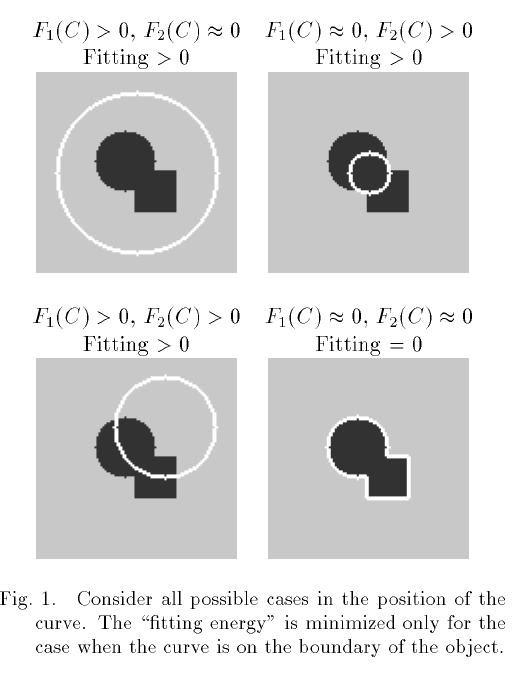 F₁(C) > 0, F₂(C) ≈ 0
Fitting > 0
F₁(C) ≈ 0, F₂(C) > 0
Fitting > 0
F₁(C) > 0, F₂(C) > 0
Fitting > 0
F₁(C) ≈ 0, F₂(C) ≈ 0
Fitting = 0
Fig. 1. Consider all possible cases in the position of the
curve. The “fitting energy” is minimized only for the
case when the curve is on the boundary of the object.